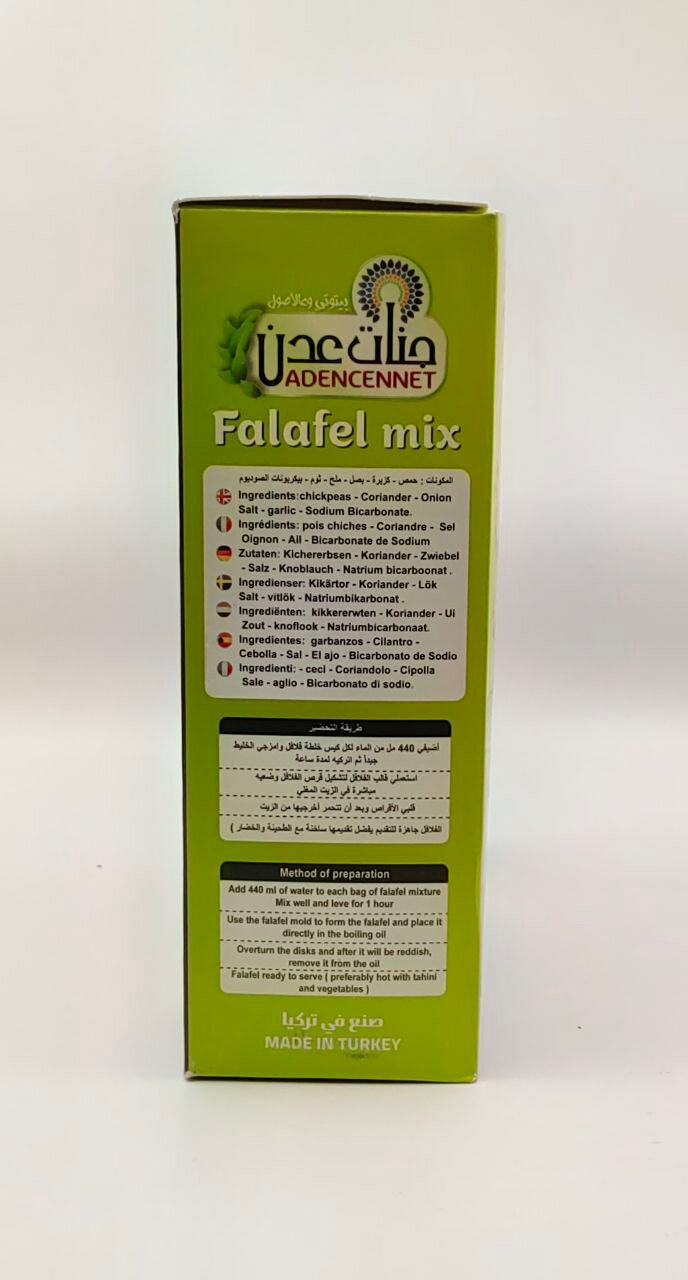 بيتوتي وعالأصول
جنات عدن
ADENCENNET
Falafel mix
المكونات : حمص - كزبرة - بصل - ملح - ثوم - بيكربونات الصوديوم
Ingredients:chickpeas - Coriander - Onion
Salt - garlic - Sodium Bicarbonate.
Ingrédients: pois chiches - Coriandre - Sel
Oignon - Ail - Bicarbonate de Sodium
Zutaten: Kichererbsen - Koriander - Zwiebel
- Salz - Knoblauch - Natrium bicarboonat .
Ingredienser: Kikärtor - Koriander - Lök
Salt - vitlök - Natriumbikarbonat .
Ingrediënten: kikkererwten - Koriander - Ui
Zout - knoflook - Natriumbicarbonaat.
Ingredientes: garbanzos - Cilantro -
Cebolla - Sal - El ajo - Bicarbonato de Sodio
Ingredienti: - ceci - Coriandolo - Cipolla
Sale - aglio - Bicarbonato di sodio.
طريقة التحضير
أضيفي 440 مل من الماء لكل كيس خلطة فلافل وامزجي الخليط
جيداً ثم اتركيه لمدة ساعة
استعملي قالب الفلافل لتشكيل قرص الفلافل وضعيه
مباشرة في الزيت المغلي
قلبي الأقراص وبعد أن تتحمر أخرجيها من الزيت
الفلافل جاهزة للتقديم يفضل تقديمها ساخنة مع الطحينة والخضار )
Method of preparation
Add 440 ml of water to each bag of falafel mixture
Mix well and leve for 1 hour
Use the falafel mold to form the falafel and place it
directly in the boiling oil
Overturn the disks and after it will be reddish,
remove it from the oil
Falafel ready to serve ( preferably hot with tahini
and vegetables )
صنع في تركيا
MADE IN TURKEY